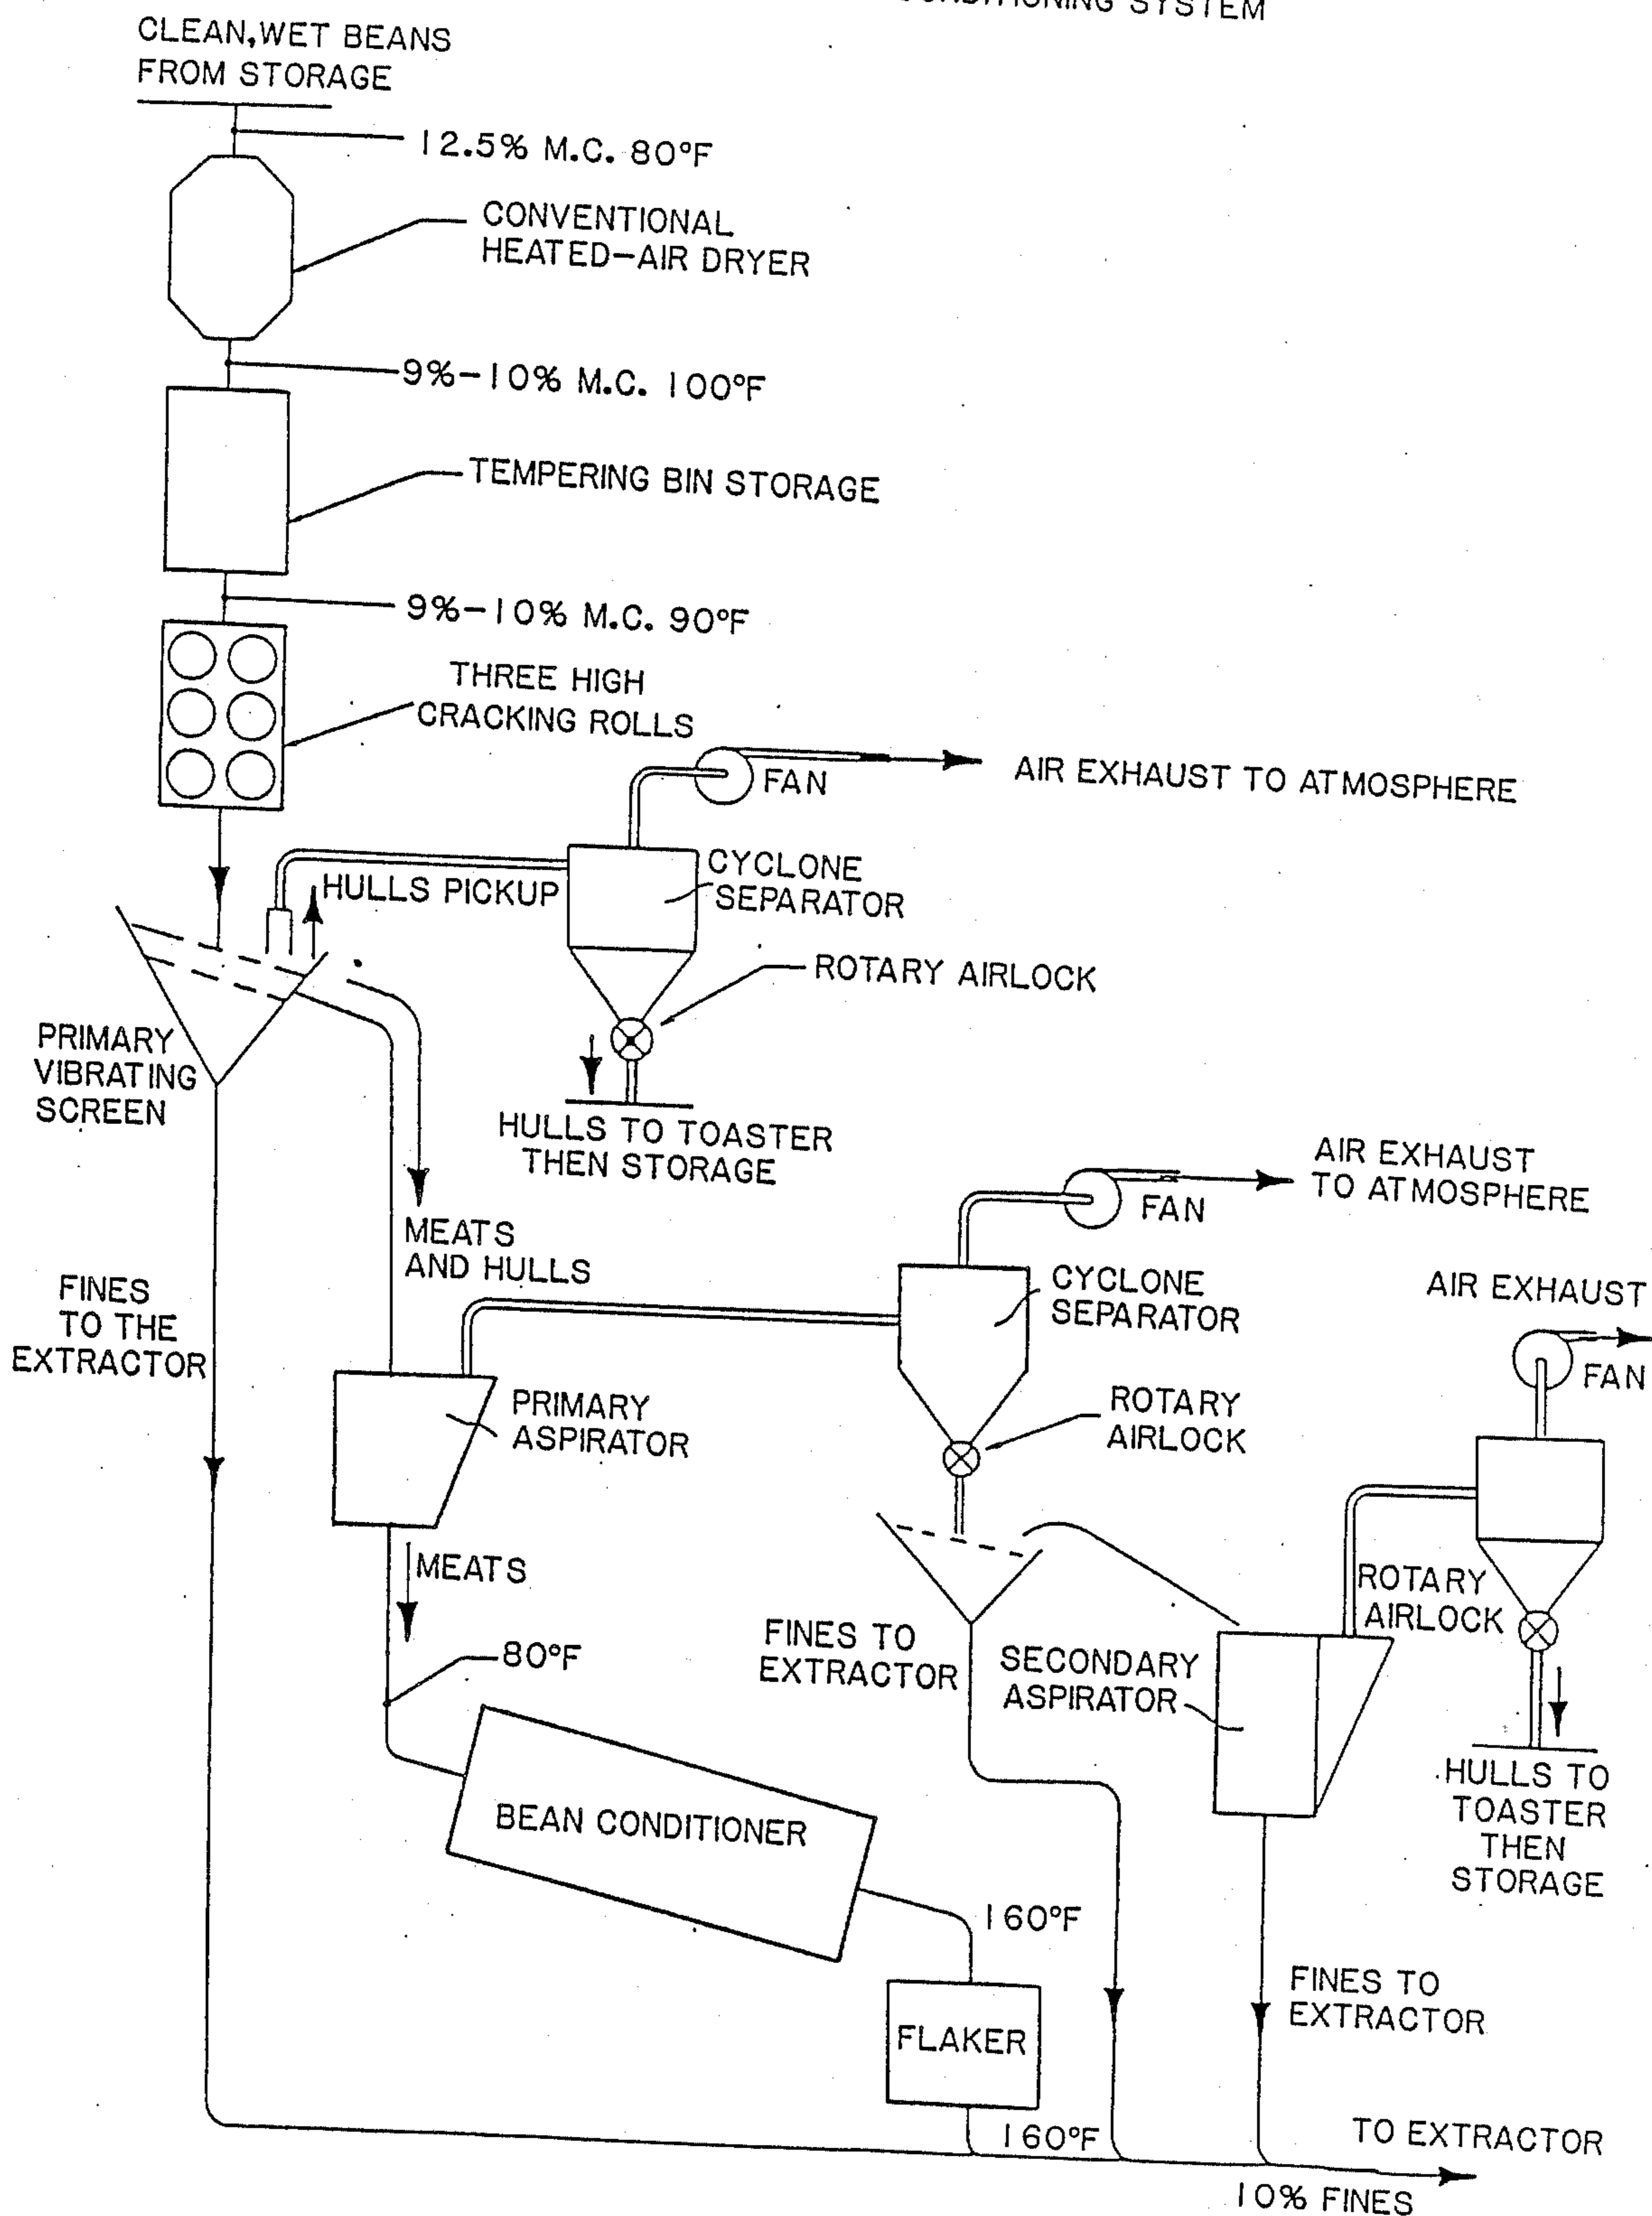 CONDITIONING SYSTEM
CLEAN,WET BEANS
FROM STORAGE
12.5% M.C. 80°F
CONVENTIONAL
HEATED-AIR DRYER
9%-10% M.C. 100°F
TEMPERING BIN STORAGE
9%-10% M.C. 90°F
THREE HIGH
CRACKING ROLLS
FAN
AIR EXHAUST TO ATMOSPHERE
HULLS PICKUP
CYCLONE
SEPARATOR
ROTARY AIRLOCK
PRIMARY
VIBRATING
SCREEN
HULLS TO TOASTER
THEN STORAGE
AIR EXHAUST
TO ATMOSPHERE
FAN
MEATS
AND HULLS
FINES
TO THE
EXTRACTOR
CYCLONE
SEPARATOR
AIR EXHAUST
FAN
PRIMARY
ASPIRATOR
ROTARY
AIRLOCK
MEATS
ROTARY
AIRLOCK
80°F
FINES TO
EXTRACTOR
SECONDARY
ASPIRATOR
HULLS TO
TOASTER
THEN
STORAGE
BEAN CONDITIONER
160°F
FINES TO
EXTRACTOR
FLAKER
160°F
TO EXTRACTOR
10% FINES